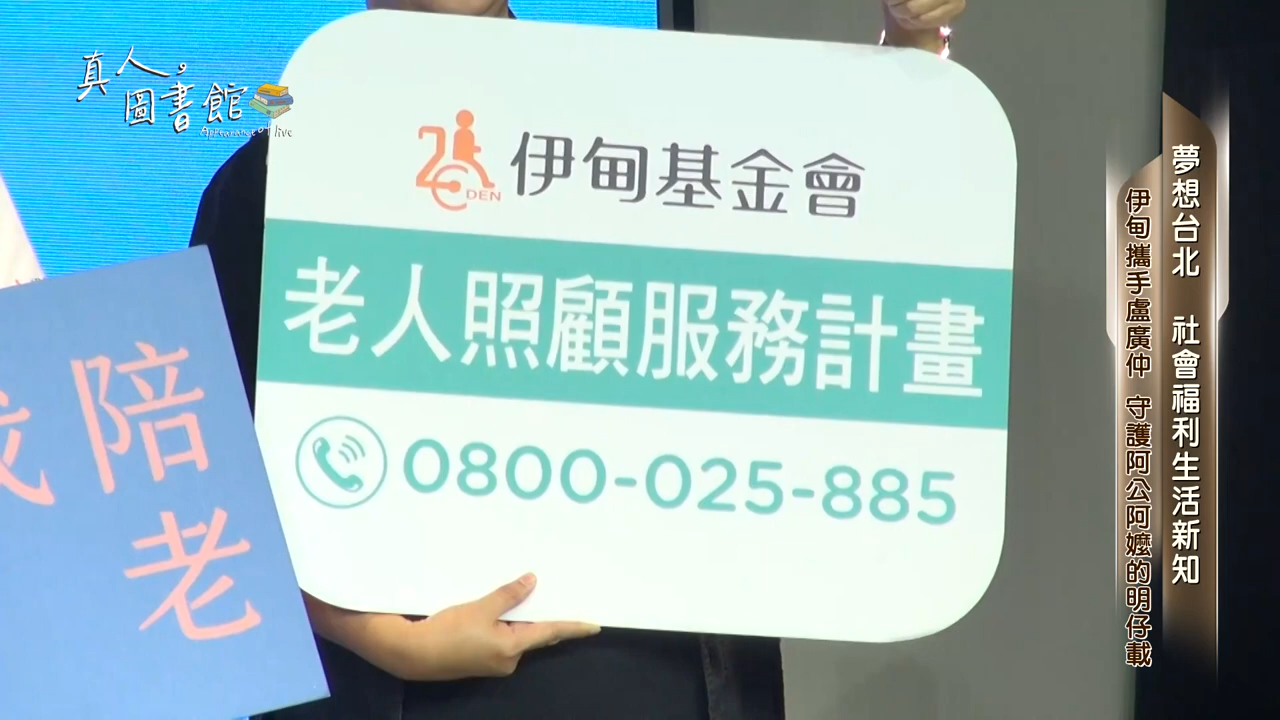 真人
圖書館
伊甸基金會
DEN
老人照顧服務計畫
0800-025-885
陪老
夢想台北 社會福利生活新知
伊甸攜手盧廣仲 守護阿公阿嬤的明仔載